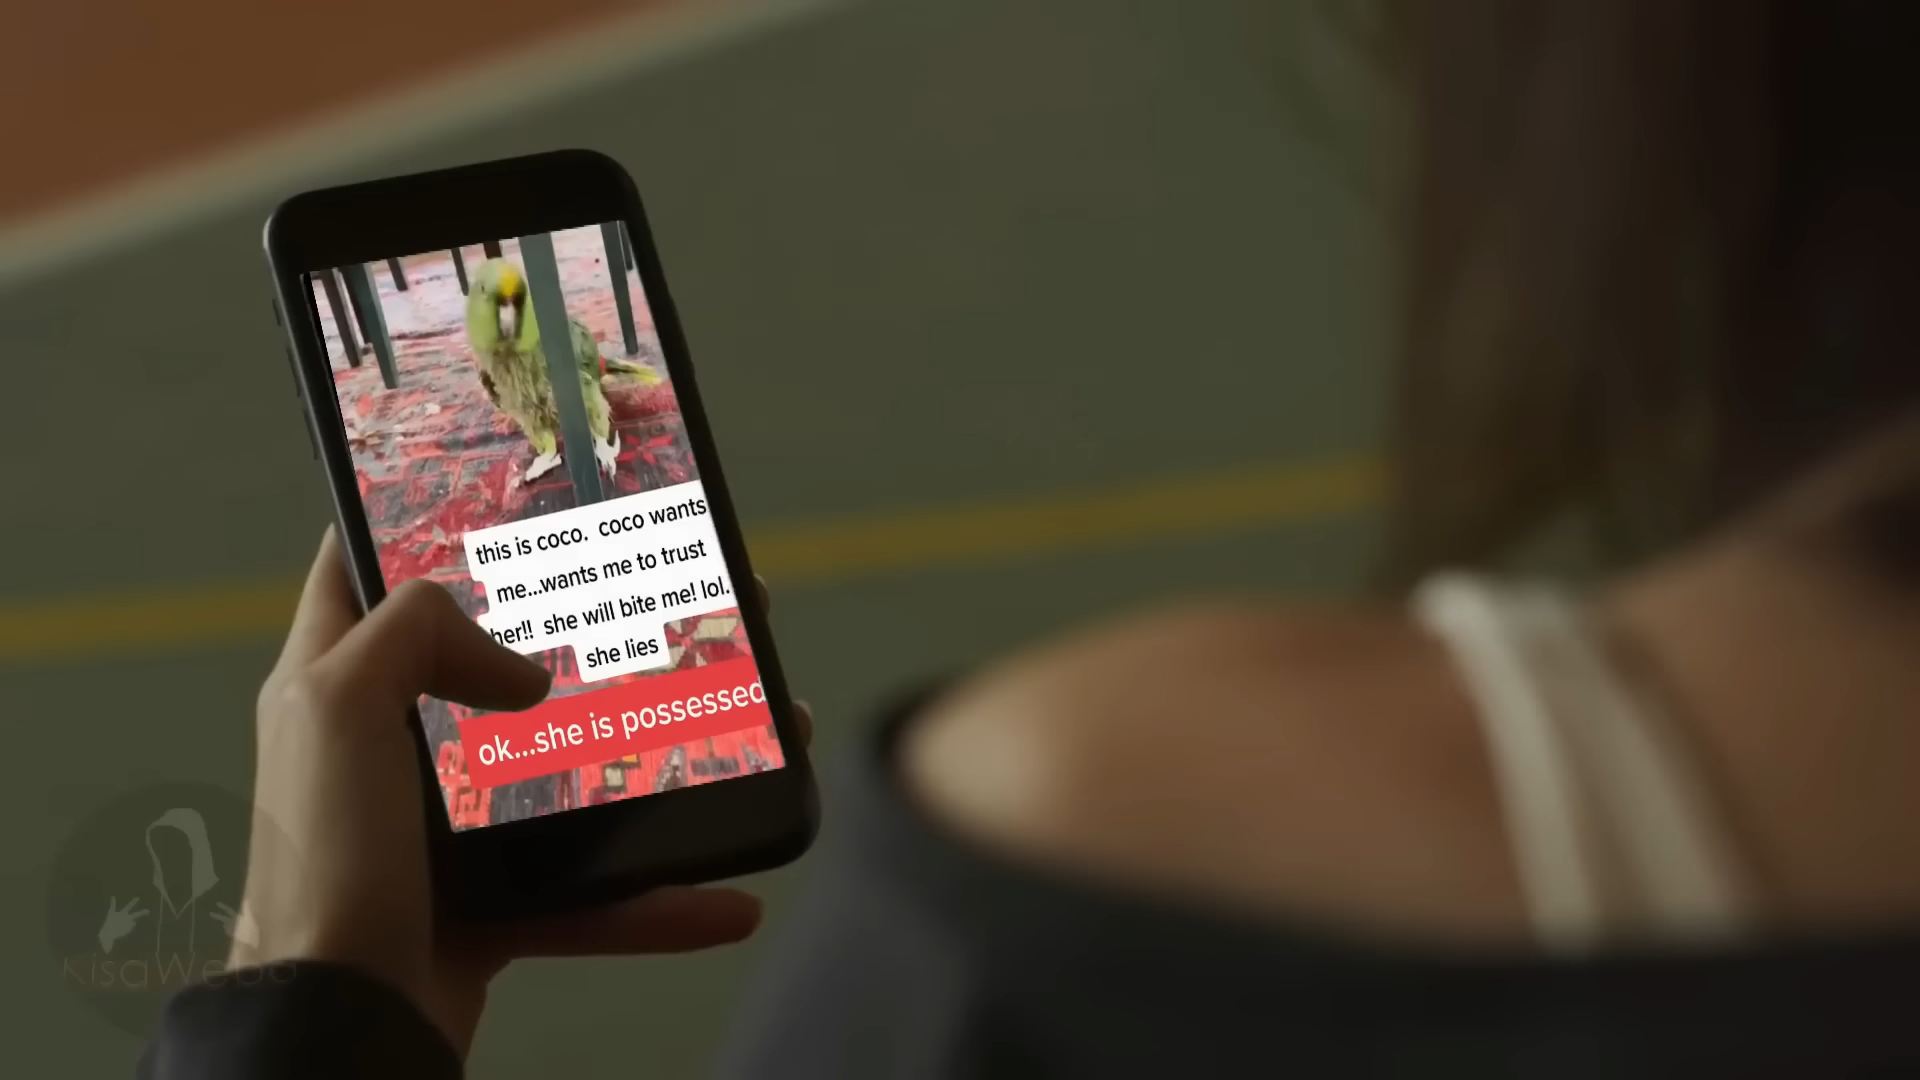 this is coco. coco wants
me...wants me to trust
her!! she will bite me! lol.
she lies
ok...she is possessed